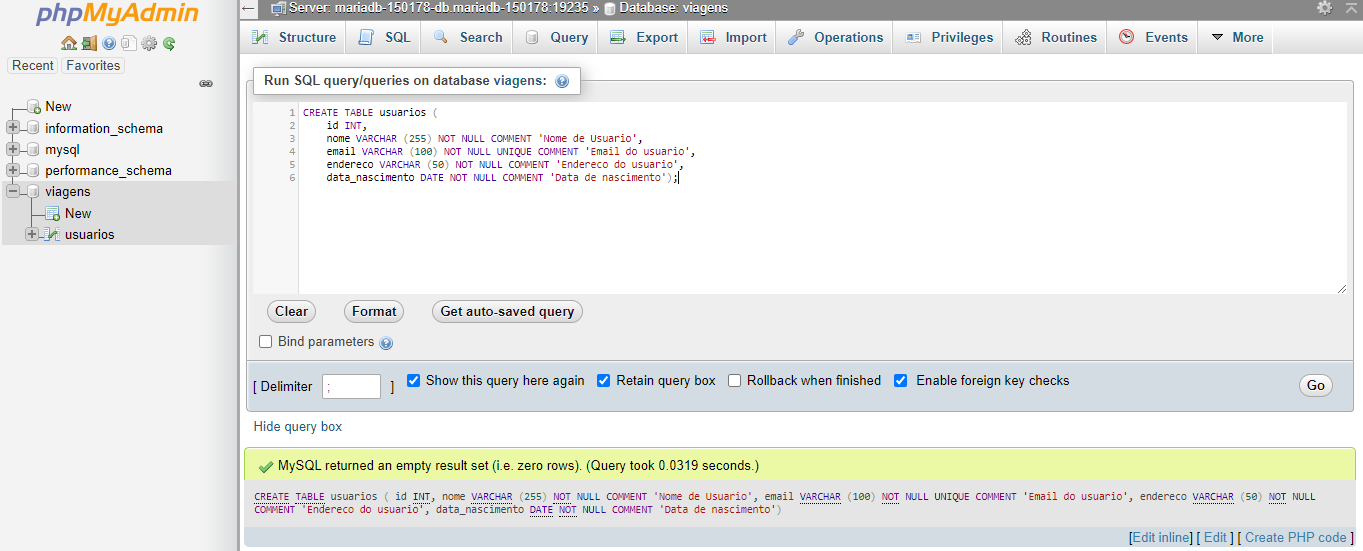 phpMyAdmin
Recent Favorites
New
information_schema
mysql
performance_schema
viagens
New
usuarios
Server: mariadb-150178-db.mariadb-150178:19235 » Database: viagens
Structure SQL Search Query Export Import Operations Privileges Routines Events More
Run SQL query/queries on database viagens:
1 CREATE TABLE usuarios (
2 id INT,
3 nome VARCHAR (255) NOT NULL COMMENT 'Nome de Usuario',
4 email VARCHAR (100) NOT NULL UNIQUE COMMENT 'Email do usuario',
5 endereco VARCHAR (50) NOT NULL COMMENT 'Endereco do usuario',
6 data_nascimento DATE NOT NULL COMMENT 'Data de nascimento');
Clear Format Get auto-saved query
Bind parameters
[ Delimiter ; ] Show this query here again Retain query box Rollback when finished Enable foreign key checks Go
Hide query box
MySQL returned an empty result set (i.e. zero rows). (Query took 0.0319 seconds.)
CREATE TABLE usuarios ( id INT, nome VARCHAR (255) NOT NULL COMMENT 'Nome de Usuario', email VARCHAR (100) NOT NULL UNIQUE COMMENT 'Email do usuario', endereco VARCHAR (50) NOT NULL
COMMENT 'Endereco do usuario', data_nascimento DATE NOT NULL COMMENT 'Data de nascimento')
[Edit inline] [ Edit ] [ Create PHP code ]